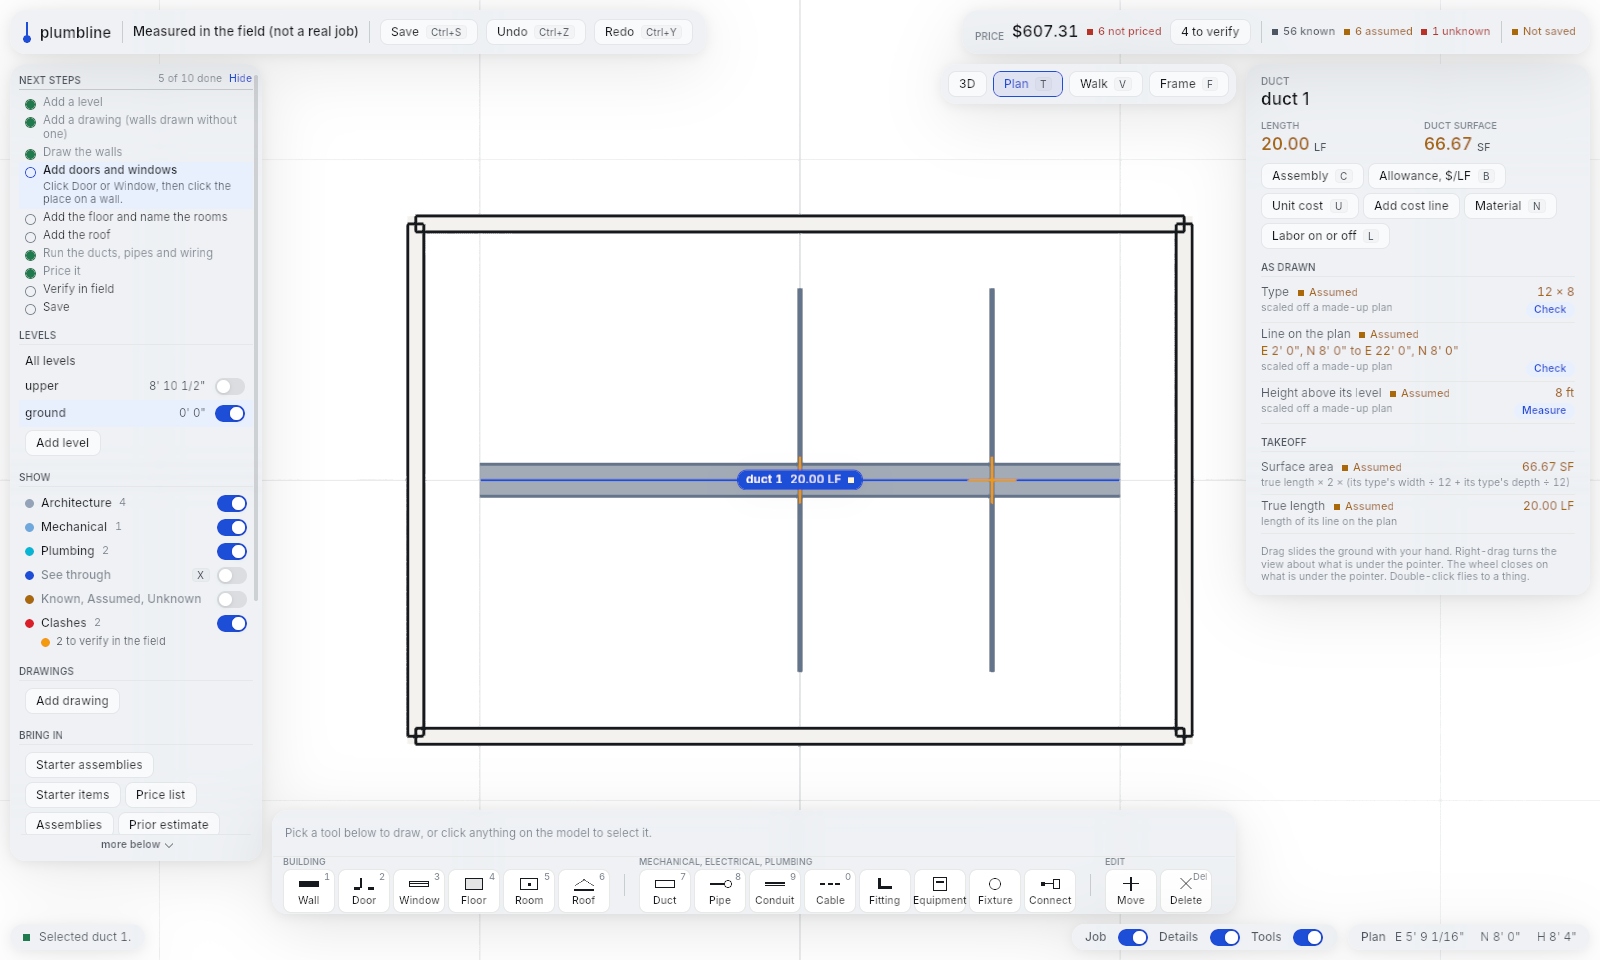 plumbline
Measured in the field (not a real job)
Save Ctrl+S
Undo Ctrl+Z
Redo Ctrl+Y
PRICE $607.31
6 not priced
4 to verify
56 known
6 assumed
1 unknown
Not saved
3D
Plan T
Walk V
Frame F
NEXT STEPS 5 of 10 done Hide
Add a level
Add a drawing (walls drawn without
one)
Draw the walls
Add doors and windows
Click Door or Window, then click the
place on a wall.
Add the floor and name the rooms
Add the roof
Run the ducts, pipes and wiring
Price it
Verify in field
Save
LEVELS
All levels
upper 8' 10 1/2"
ground 0' 0"
Add level
SHOW
Architecture 4
Mechanical 1
Plumbing 2
See through X
Known, Assumed, Unknown
Clashes 2
2 to verify in the field
DRAWINGS
Add drawing
BRING IN
Starter assemblies
Starter items
Price list
Assemblies
Prior estimate
more below
duct 1 20.00 LF
DUCT
duct 1
LENGTH DUCT SURFACE
20.00 LF 66.67 SF
Assembly C
Allowance, $/LF B
Unit cost U
Add cost line
Material N
Labor on or off L
AS DRAWN
Type Assumed 12 × 8
scaled off a made-up plan Check
Line on the plan Assumed
E 2' 0", N 8' 0" to E 22' 0", N 8' 0"
scaled off a made-up plan Check
Height above its level Assumed 8 ft
scaled off a made-up plan Measure
TAKEOFF
Surface area Assumed 66.67 SF
true length × 2 × (its type's width ÷ 12 + its type's depth ÷ 12)
True length Assumed 20.00 LF
length of its line on the plan
Drag slides the ground with your hand. Right-drag turns the
view about what is under the pointer. The wheel closes on
what is under the pointer. Double-click flies to a thing.
Pick a tool below to draw, or click anything on the model to select it.
BUILDING
Wall 1
Door 2
Window 3
Floor 4
Room 5
Roof 6
MECHANICAL, ELECTRICAL, PLUMBING
Duct 7
Pipe 8
Conduit 9
Cable 0
Fitting
Equipment
Fixture
Connect
EDIT
Move
Delete Del
Selected duct 1.
Job
Details
Tools
Plan E 5' 9 1/16" N 8' 0" H 8' 4"